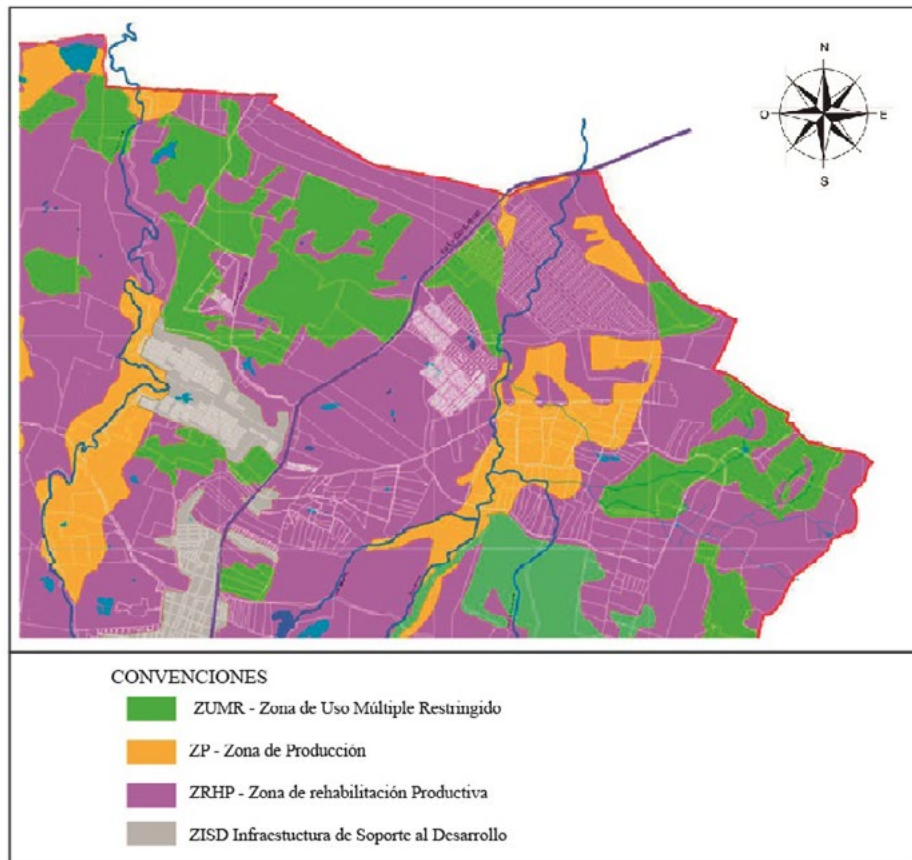 N
O
E
S
CONVENCIONES
ZUMR - Zona de Uso Múltiple Restringido
ZP - Zona de Producción
ZRHP - Zona de rehabilitación Productiva
ZISD Infraestuctura de Soporte al Desarrollo